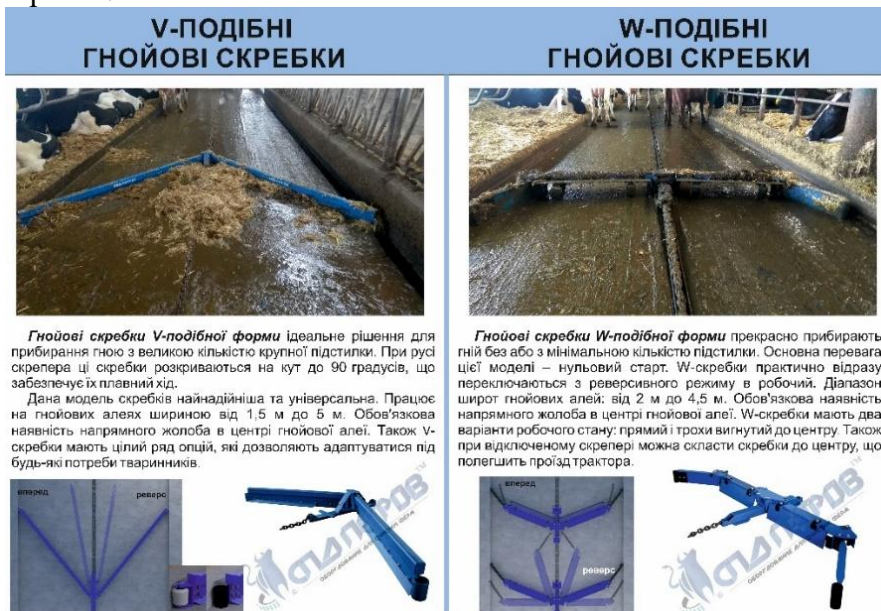 V-ПОДІБНІ
ГНОЙОВІ СКРЕБКИ
Гнойові скребки V-подібної форми ідеальне рішення для
прибирання гною з великою кількістю крупної підстилки. При русі
скрепера ці скребки розкриваються на кут до 90 градусів, що
забезпечує їх плавний хід.
Дана модель скребків найнадійніша та універсальна. Працює
на гнойових алеях шириною від 1,5 м до 5 м. Обов'язкова
наявність напрямного жолоба в центрі гнойової алеї. Також V-
скребки мають цілий ряд опцій, які дозволяють адаптуватися під
будь-які потреби тваринників.
вперед
реверс
СПАРОВ
W-ПОДІБНІ
ГНОЙОВІ СКРЕБКИ
Гнойові скребки W-подібної форми прекрасно прибирають
гній без або з мінімальною кількістю підстилки. Основна перевага
цієї моделі – нульовий старт. W-скребки практично відразу
переключаються з реверсивного режиму в робочий. Діапазон
широт гнойових алей: від 2 м до 4,5 м. Обов'язкова наявність
напрямного жолоба в центрі гнойової алеї. W-скребки мають два
варіанти робочого стану: прямий і трохи вигнутий до центру. Також
при відключеному скрепері можна скласти скребки до центру, що
полегшить проїзд трактора.
вперед
реверс